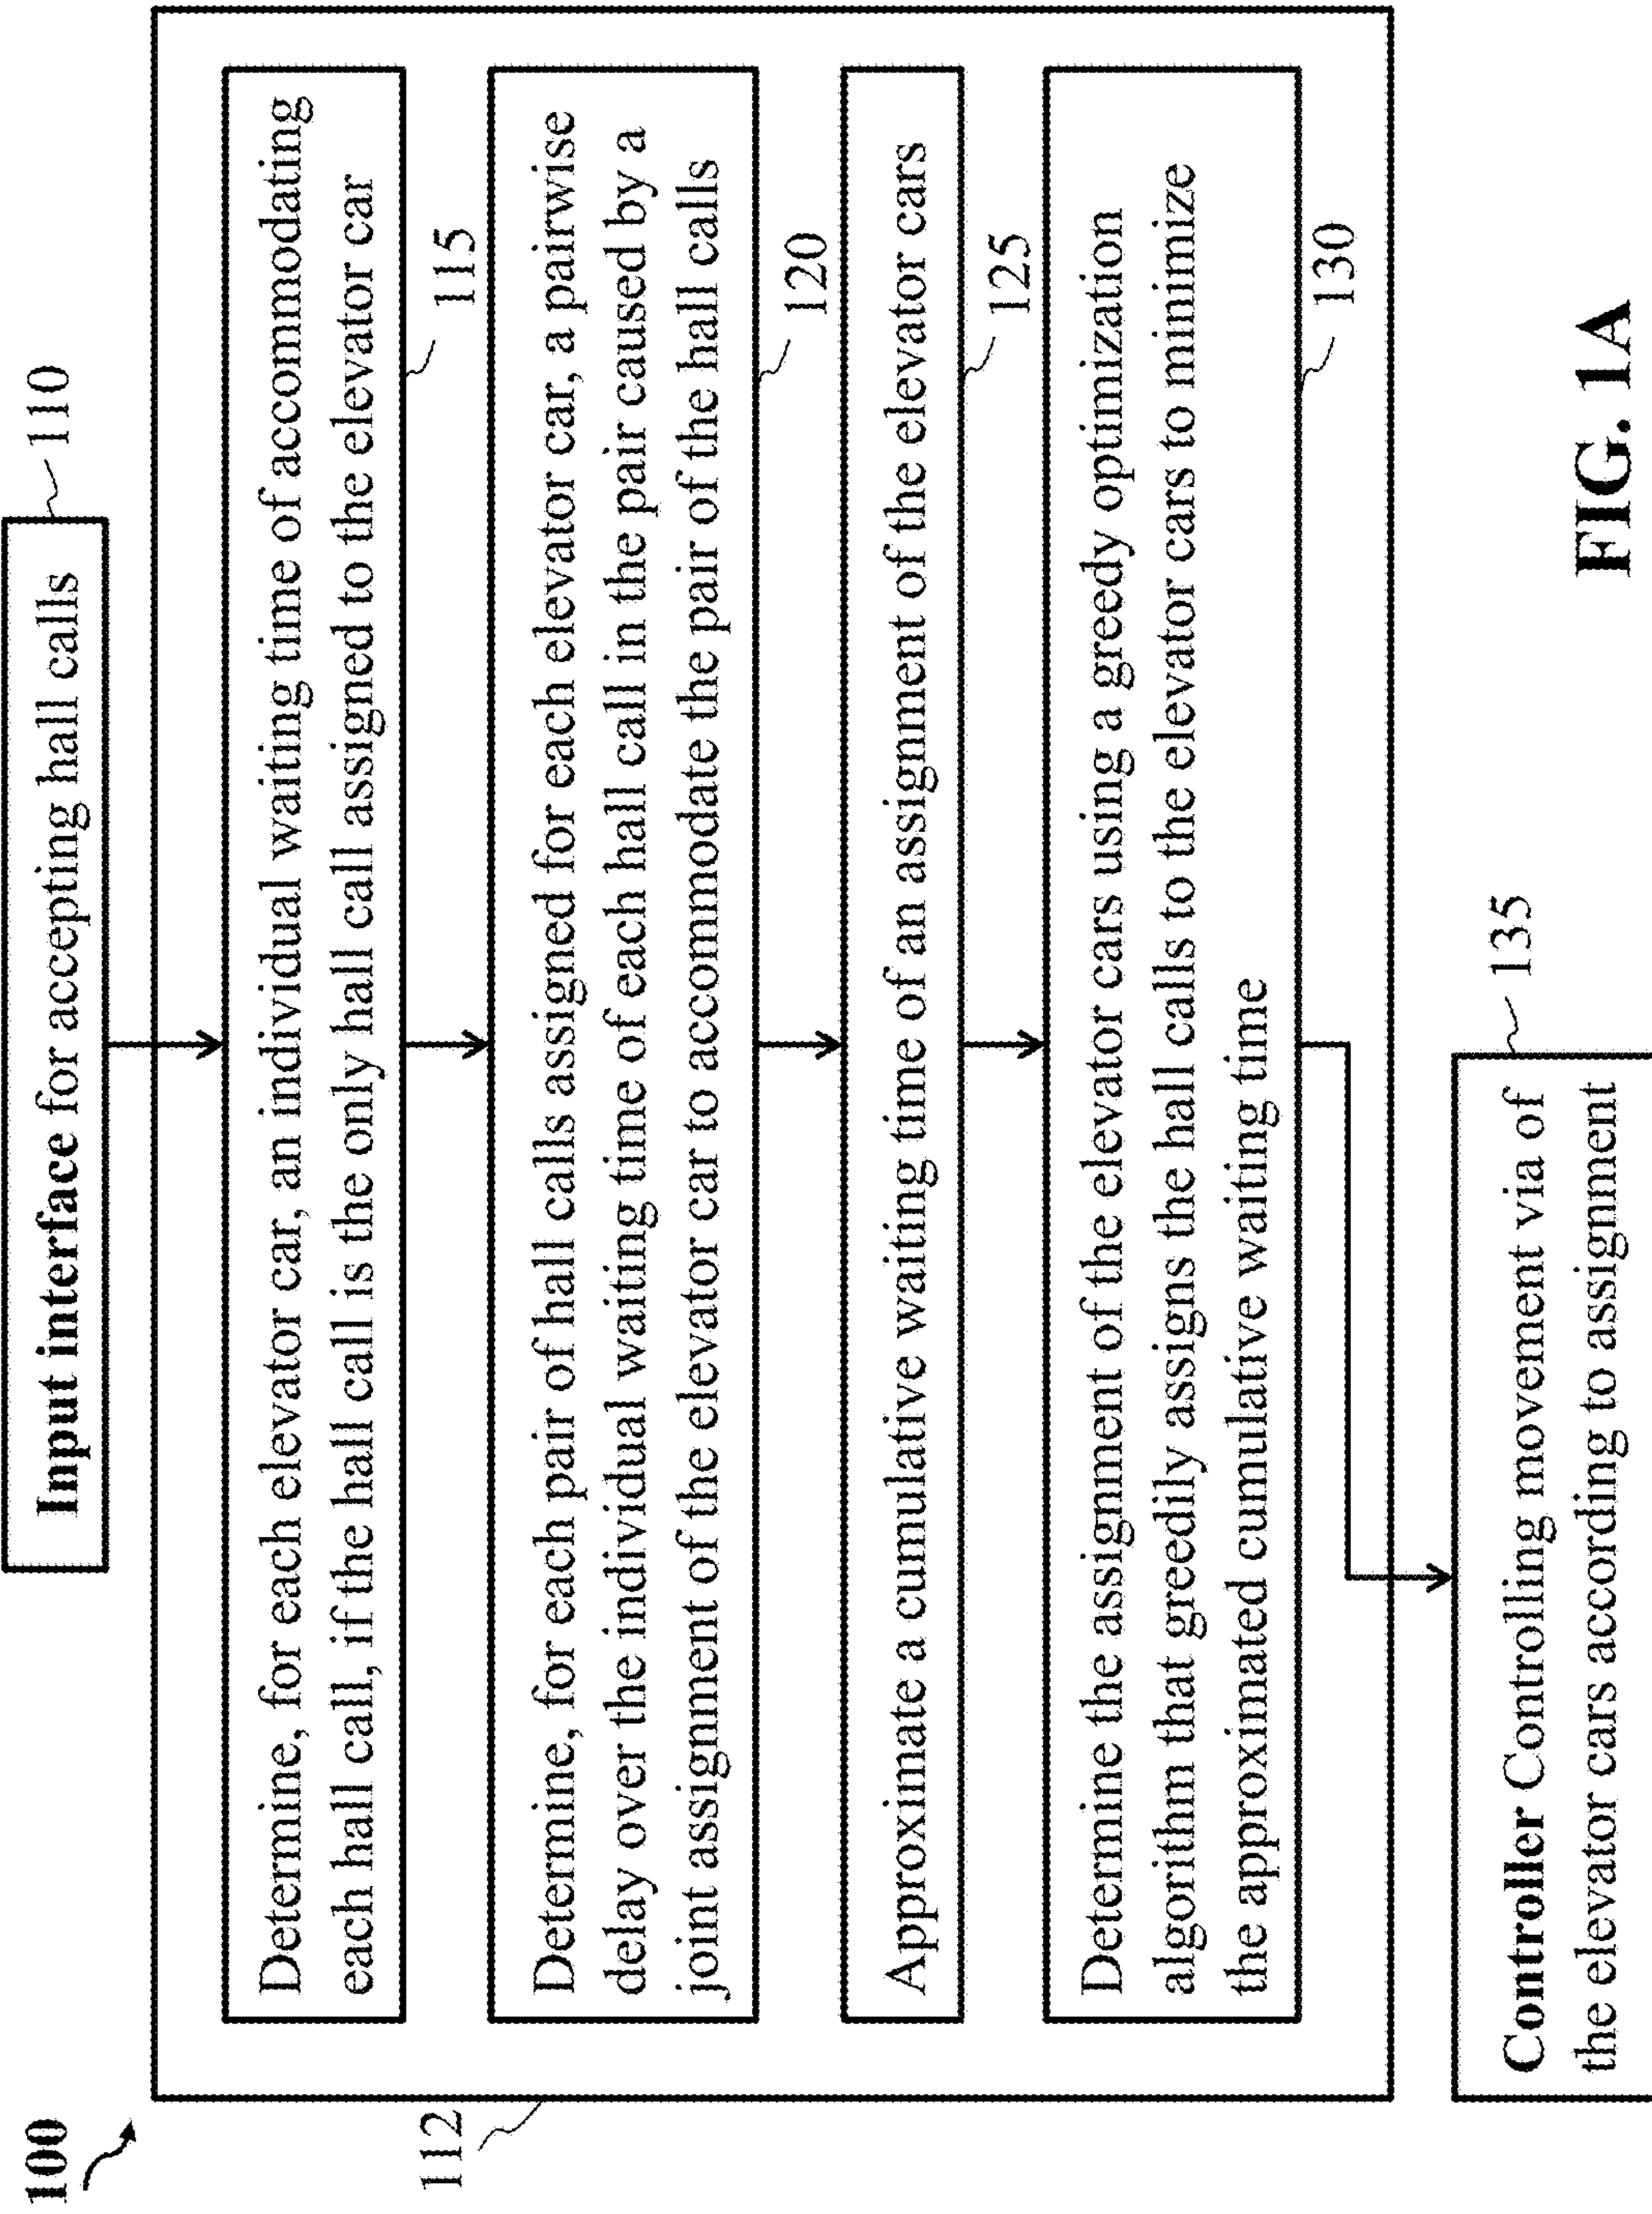 100
Input interface for accepting hall calls
110
112
Determine, for each elevator car, an individual waiting time of accommodating
each hall call, if the hall call is the only hall call assigned to the elevator car
115
Determine, for each pair of hall calls assigned for each elevator car, a pairwise
delay over the individual waiting time of each hall call in the pair caused by a
joint assignment of the elevator car to accommodate the pair of the hall calls
120
Approximate a cumulative waiting time of an assignment of the elevator cars
125
Determine the assignment of the elevator cars using a greedy optimization
algorithm that greedily assigns the hall calls to the elevator cars to minimize
the approximated cumulative waiting time
130
Controller Controlling movement via of
the elevator cars according to assignment
135
FIG. 1A